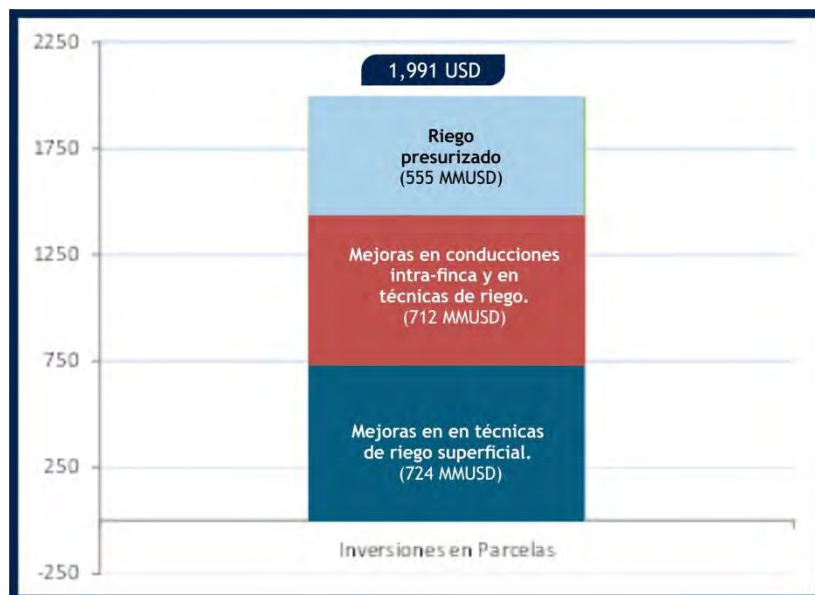 2250
1,991 USD
Riego
presurizado
(555 MMUSD)
1750
Mejoras en conducciones
intra-finca y en
técnicas de riego.
(712 MMUSD)
1250
750
Mejoras en en técnicas
de riego superficial.
(724 MMUSD)
250
Inversiones en Parcelas
-250